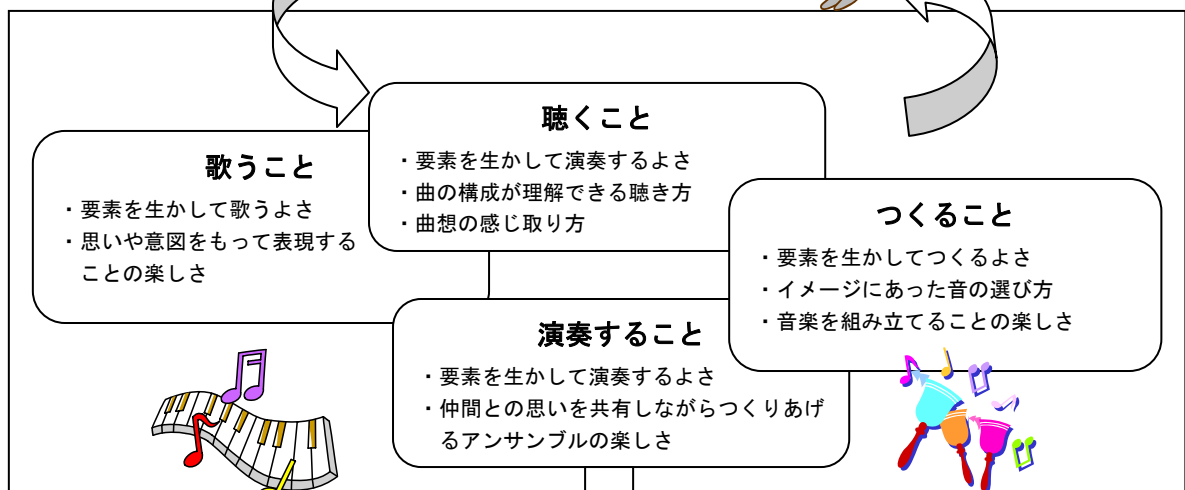 聴くこと
・要素を生かして演奏するよさ
・曲の構成が理解できる聴き方
・曲想の感じ取り方
歌うこと
・要素を生かして歌うよさ
・思いや意図をもって表現する
ことの楽しさ
つくること
・要素を生かしてつくるよさ
・イメージにあった音の選び方
・音楽を組み立てることの楽しさ
演奏すること
・要素を生かして演奏するよさ
・仲間との思いを共有しながらつくりあげ
るアンサンブルの楽しさ